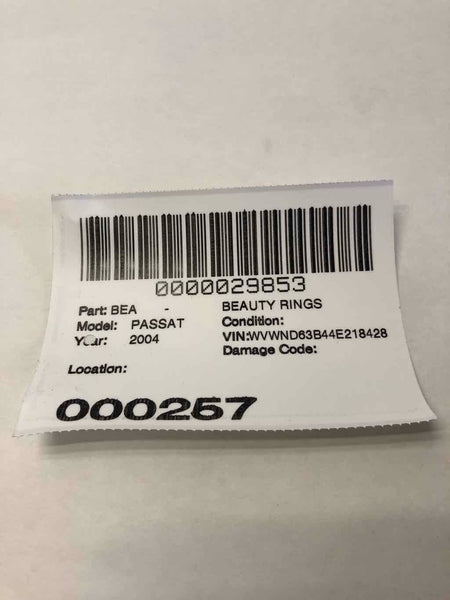 0000029853
Part: BEA - BEAUTY RINGS
Model: PASSAT Condition:
Year: 2004 VIN:WVWND63B44E218428
Damage Code:
Location:
000257